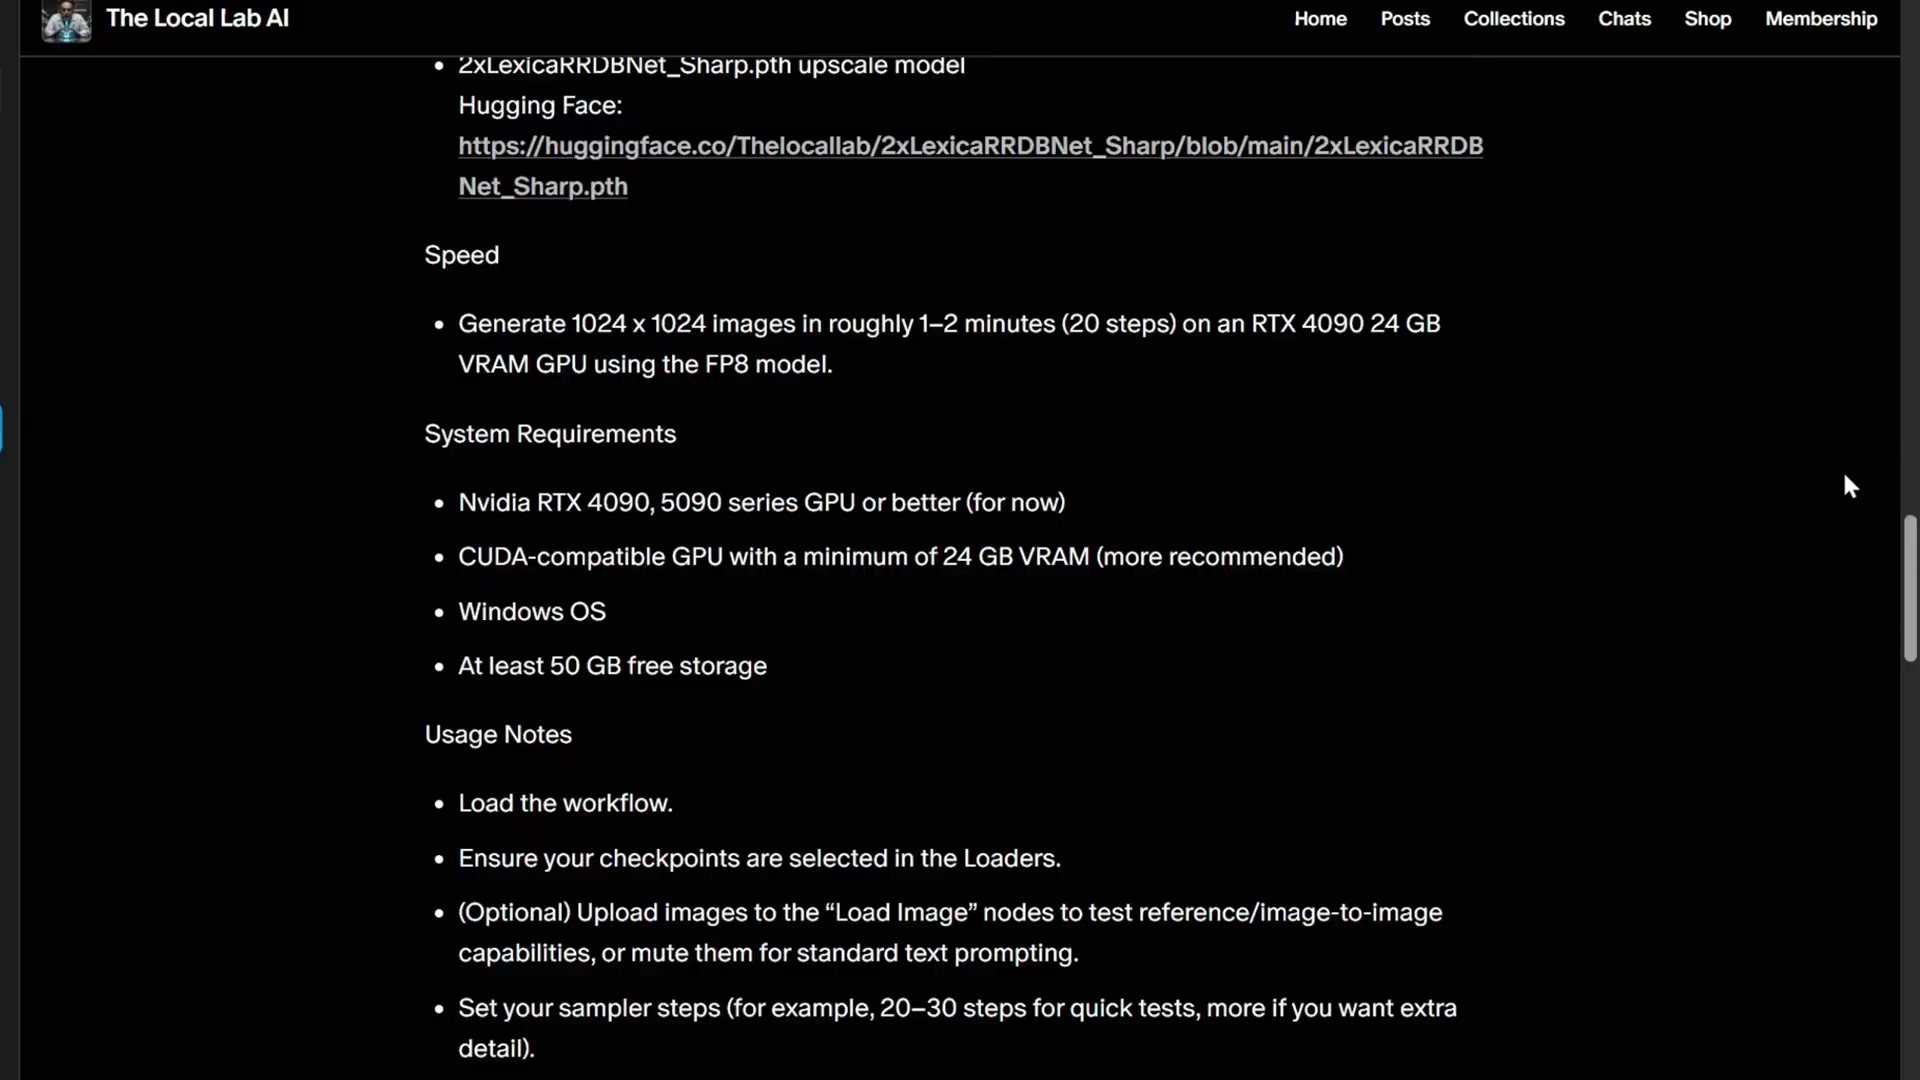 The Local Lab AI
Home
Posts
Collections
Chats
Shop
Membership
• 2xLexicaRRDBNet_Sharp.pth upscale model
Hugging Face:
https://huggingface.co/Thelocallab/2xLexicaRRDBNet_Sharp/blob/main/2xLexicaRRDB
Net_Sharp.pth
Speed
• Generate 1024 x 1024 images in roughly 1–2 minutes (20 steps) on an RTX 4090 24 GB
VRAM GPU using the FP8 model.
System Requirements
• Nvidia RTX 4090, 5090 series GPU or better (for now)
• CUDA-compatible GPU with a minimum of 24 GB VRAM (more recommended)
• Windows OS
• At least 50 GB free storage
Usage Notes
• Load the workflow.
• Ensure your checkpoints are selected in the Loaders.
• (Optional) Upload images to the “Load Image” nodes to test reference/image-to-image
capabilities, or mute them for standard text prompting.
• Set your sampler steps (for example, 20–30 steps for quick tests, more if you want extra
detail).